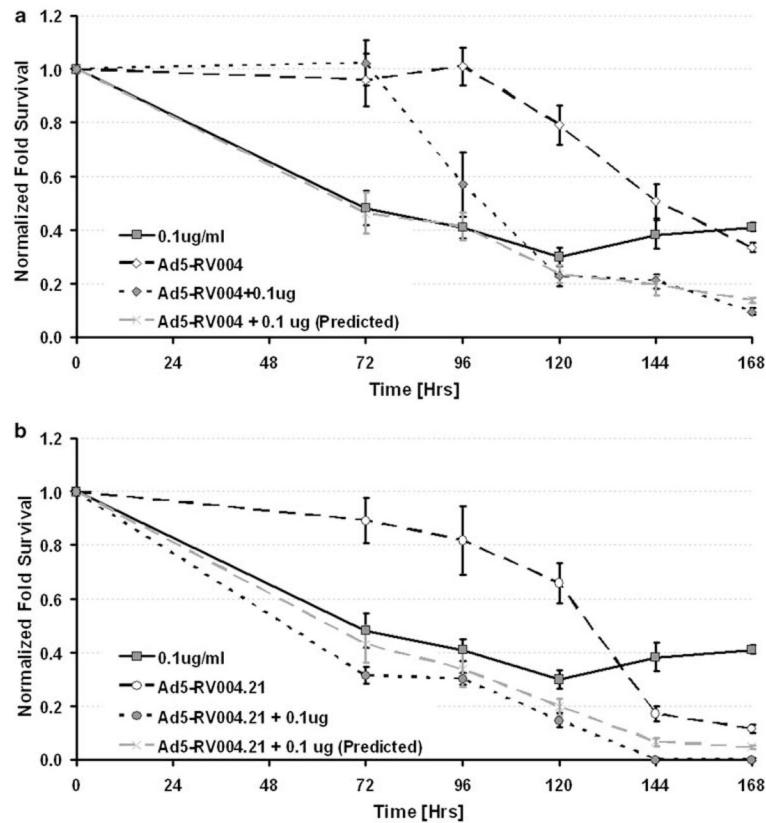 a
1.2
1.0
0.8
0.6
0.4
0.2
0.0
Normalized Fold Survival
0.1ug/ml
Ad5-RV004
Ad5-RV004+0.1ug
Ad5-RV004 + 0.1 ug (Predicted)
0 24 48 72 96 120 144 168
Time [Hrs]
b
1.2
1.0
0.8
0.6
0.4
0.2
0.0
Normalized Fold Survival
0.1ug/ml
Ad5-RV004.21
Ad5-RV004.21 + 0.1ug
Ad5-RV004.21 + 0.1 ug (Predicted)
0 24 48 72 96 120 144 168
Time [Hrs]